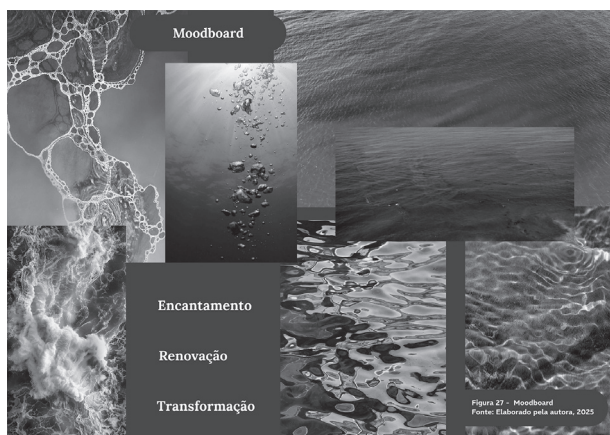 Moodboard
Encantamento
Renovação
Transformação
Figura 27 - Moodboard
Fonte: Elaborado pela autora, 2025